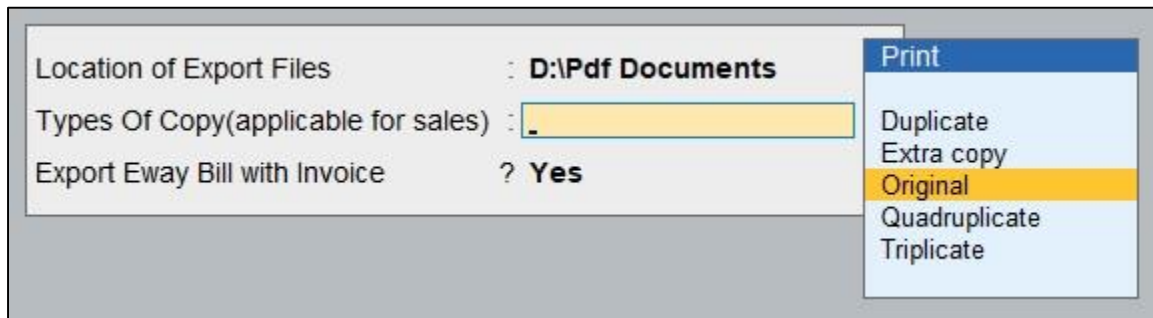 Location of Export Files : D:\Pdf Documents
Types Of Copy(applicable for sales) :
Export Eway Bill with Invoice ? Yes
Print
Duplicate
Extra copy
Original
Quadruplicate
Triplicate